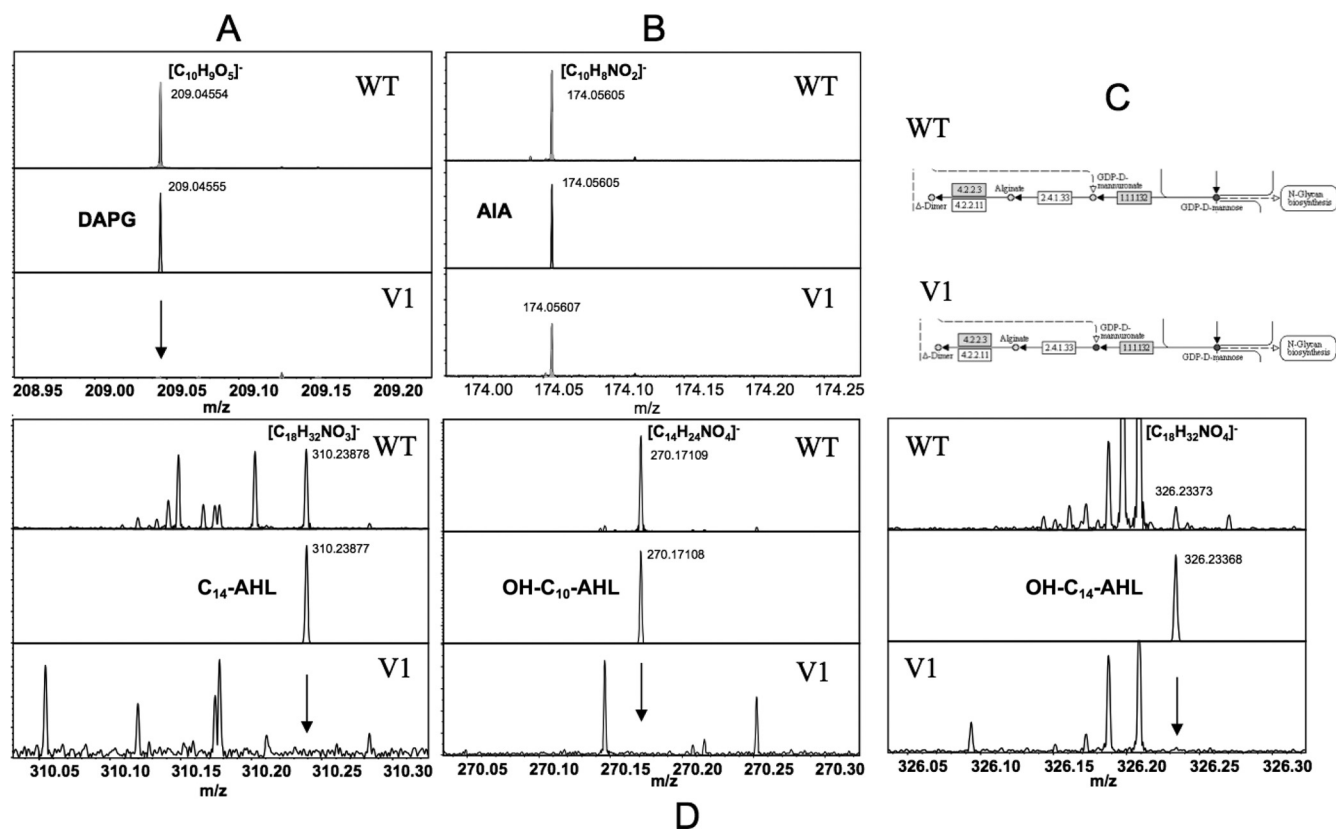 A
[C₁₀H₉O₅]⁻
WT
209.04554
209.04555
DAPG
V1
208.95 209.00 209.05 209.10 209.15 209.20
m/z
B
[C₁₀H₈NO₂]⁻
WT
174.05605
174.05605
AIA
V1
174.05607
174.00 174.05 174.10 174.15 174.20 174.25
m/z
C
WT
4.2.2.3
4.2.2.11
Δ-Dimer
Alginate
2.4.1.33
GDP-D-
mannuronate
1.1.1.132
GDP-D-mannose
N-Glycan
biosynthesis
V1
4.2.2.3
4.2.2.11
Δ-Dimer
Alginate
2.4.1.33
GDP-D-
mannuronate
1.1.1.132
GDP-D-mannose
N-Glycan
biosynthesis
[C₁₈H₃₂NO₃]⁻
WT
310.23878
310.23877
C₁₄-AHL
V1
310.05 310.10 310.15 310.20 310.25 310.30
m/z
[C₁₄H₂₄NO₄]⁻
WT
270.17109
270.17108
OH-C₁₀-AHL
V1
270.05 270.10 270.15 270.20 270.25 270.30
m/z
[C₁₈H₃₂NO₄]⁻
WT
326.23373
326.23368
OH-C₁₄-AHL
V1
326.05 326.10 326.15 326.20 326.25 326.30
m/z
D